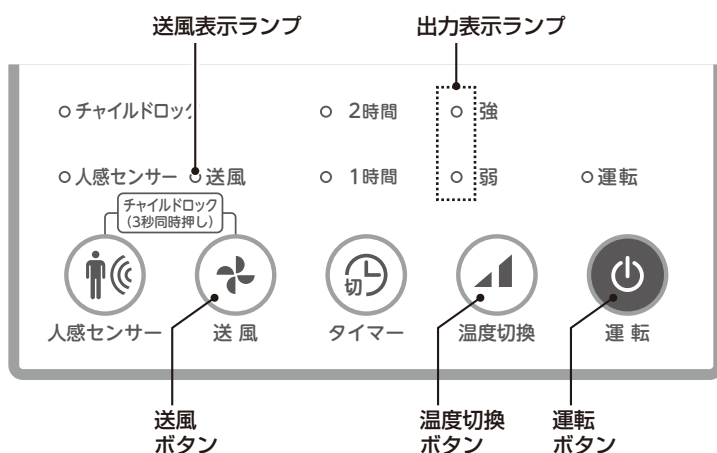 送風表示ランプ 出力表示ランプ
チャイルドロック 2時間 強
人感センサー 送風 1時間 弱 運転
チャイルドロック
(3秒同時押し)
切
人感センサー 送風 タイマー 温度切換 運転
送風
ボタン
温度切換
ボタン
運転
ボタン